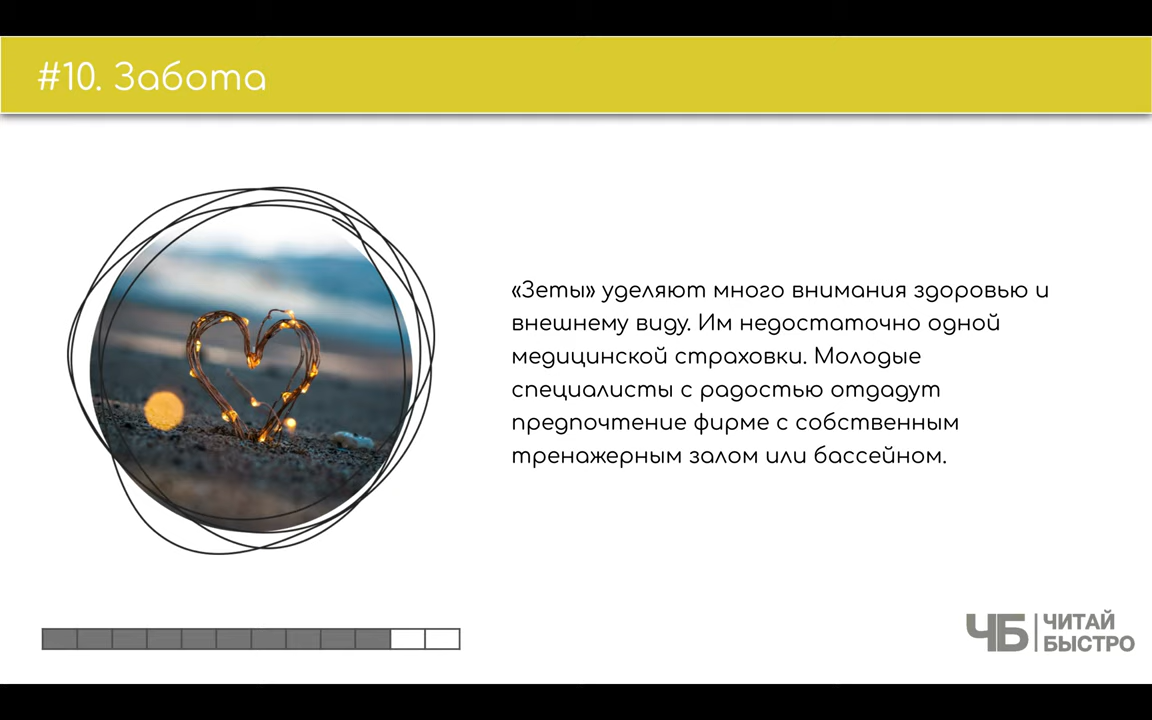 #10. Забота
«Зеты» уделяют много внимания здоровью и
внешнему виду. Им недостаточно одной
медицинской страховки. Молодые
специалисты с радостью отдадут
предпочтение фирме с собственным
тренажерным залом или бассейном.
ЧБ ЧИТАЙ
БЫСТРО